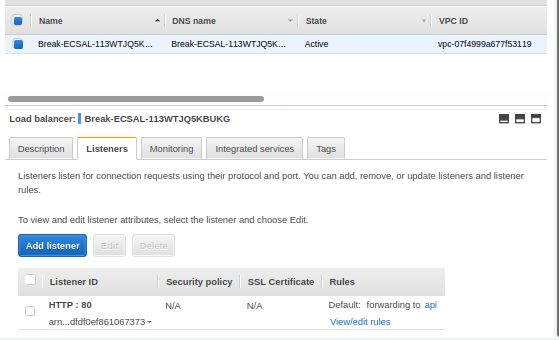 Name DNS name State VPC ID
Break-ECSAL-113WTJQ5K... Break-ECSAL-113WTJQ5K... Active vpc-07f4999a677f53119
Load balancer: Break-ECSAL-113WTJQ5KBUKG
Description Listeners Monitoring Integrated services Tags
Listeners listen for connection requests using their protocol and port. You can add, remove, or update listeners and listener
rules.
To view and edit listener attributes, select the listener and choose Edit.
Add listener Edit Delete
Listener ID Security policy SSL Certificate Rules
HTTP : 80 N/A N/A Default: forwarding to api
arn...dfdf0ef861067373 View/edit rules